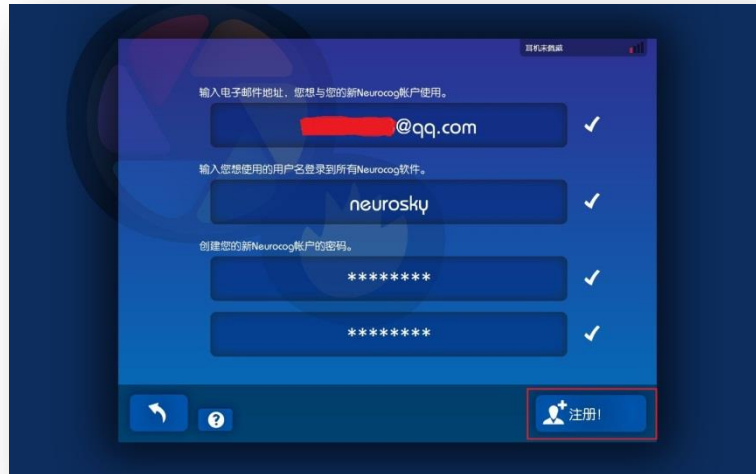 耳机未佩戴
输入电子邮件地址，您想与您的新Neurocog帐户使用。
@qq.com
输入您想使用的用户名登录到所有Neurocog软件。
neurosky
创建您的新Neurocog帐户的密码。
********
********
?
注册!